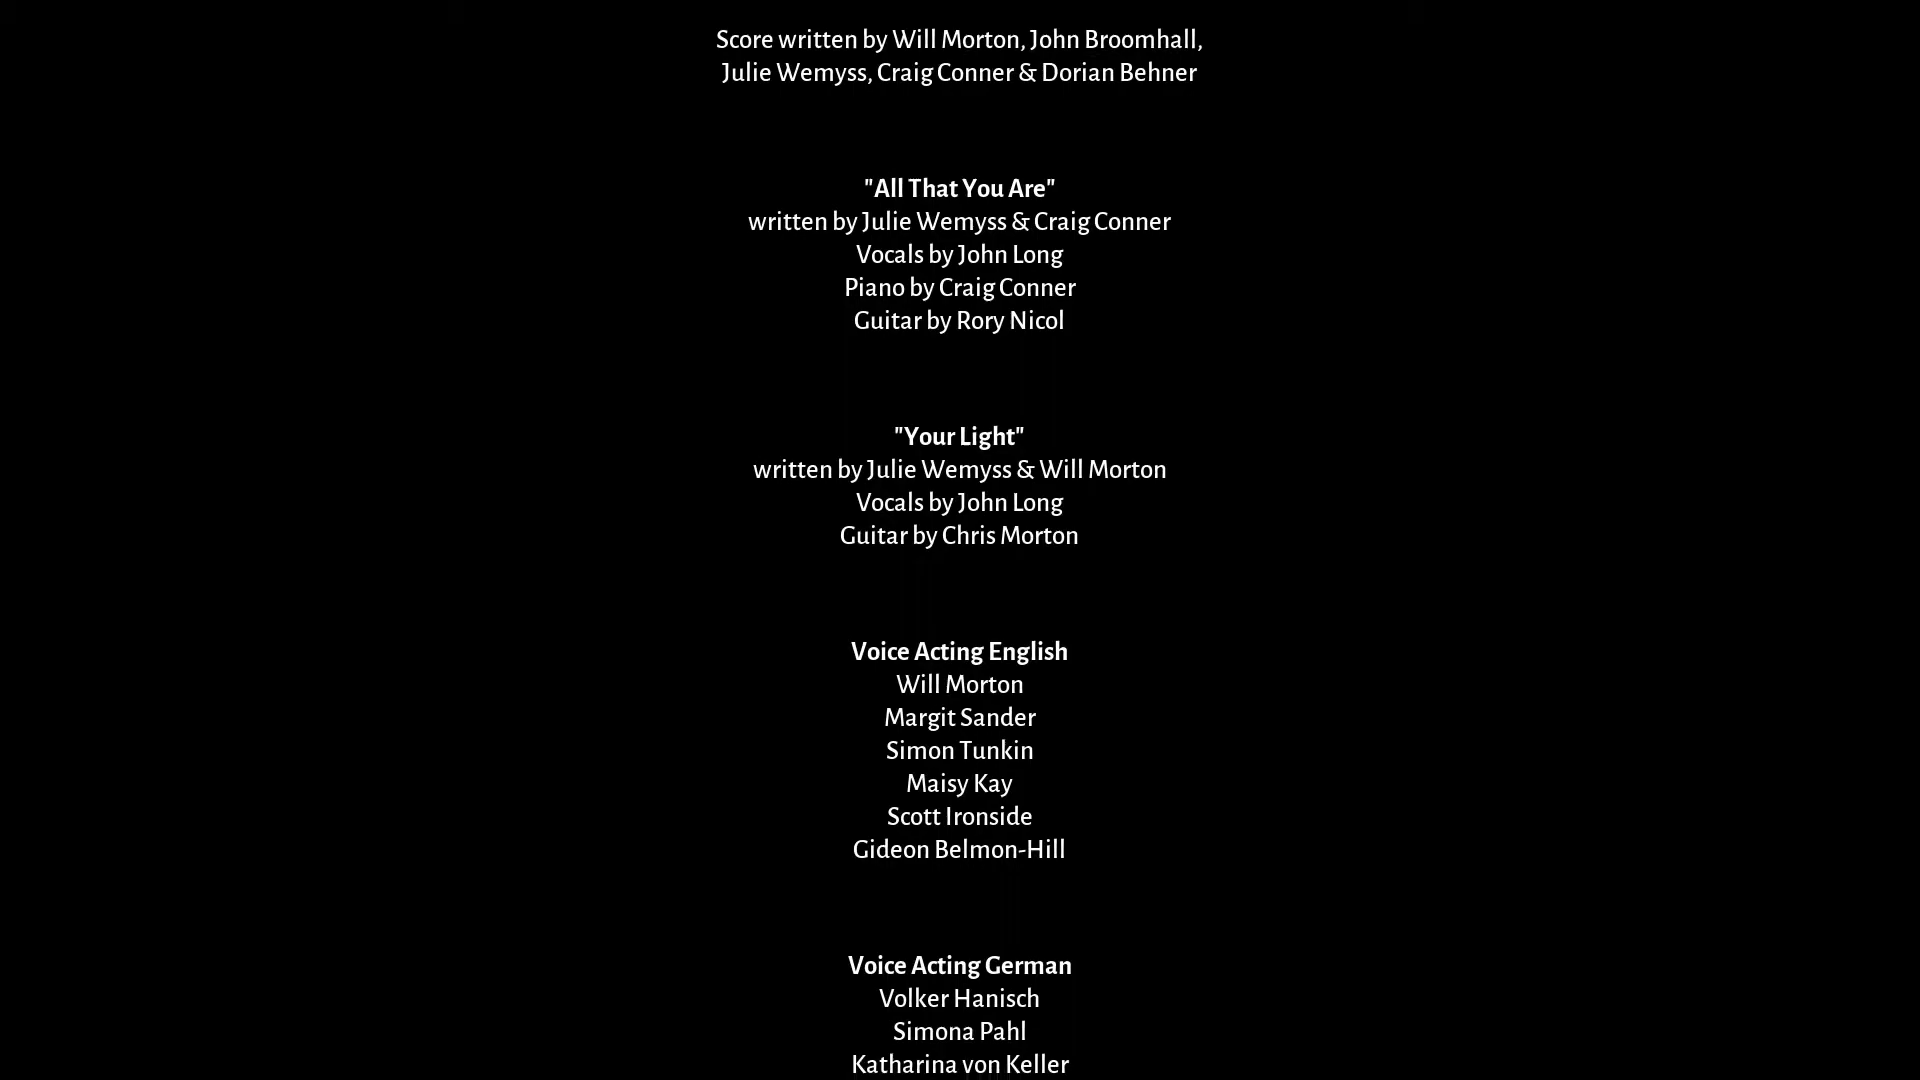 Score written by Will Morton, John Broomhall,
Julie Wemyss, Craig Conner & Dorian Behner
"All That You Are"
written by Julie Wemyss & Craig Conner
Vocals by John Long
Piano by Craig Conner
Guitar by Rory Nicol
"Your Light"
written by Julie Wemyss & Will Morton
Vocals by John Long
Guitar by Chris Morton
Voice Acting English
Will Morton
Margit Sander
Simon Tunkin
Maisy Kay
Scott Ironside
Gideon Belmon-Hill
Voice Acting German
Volker Hanisch
Simona Pahl
Katharina von Keller